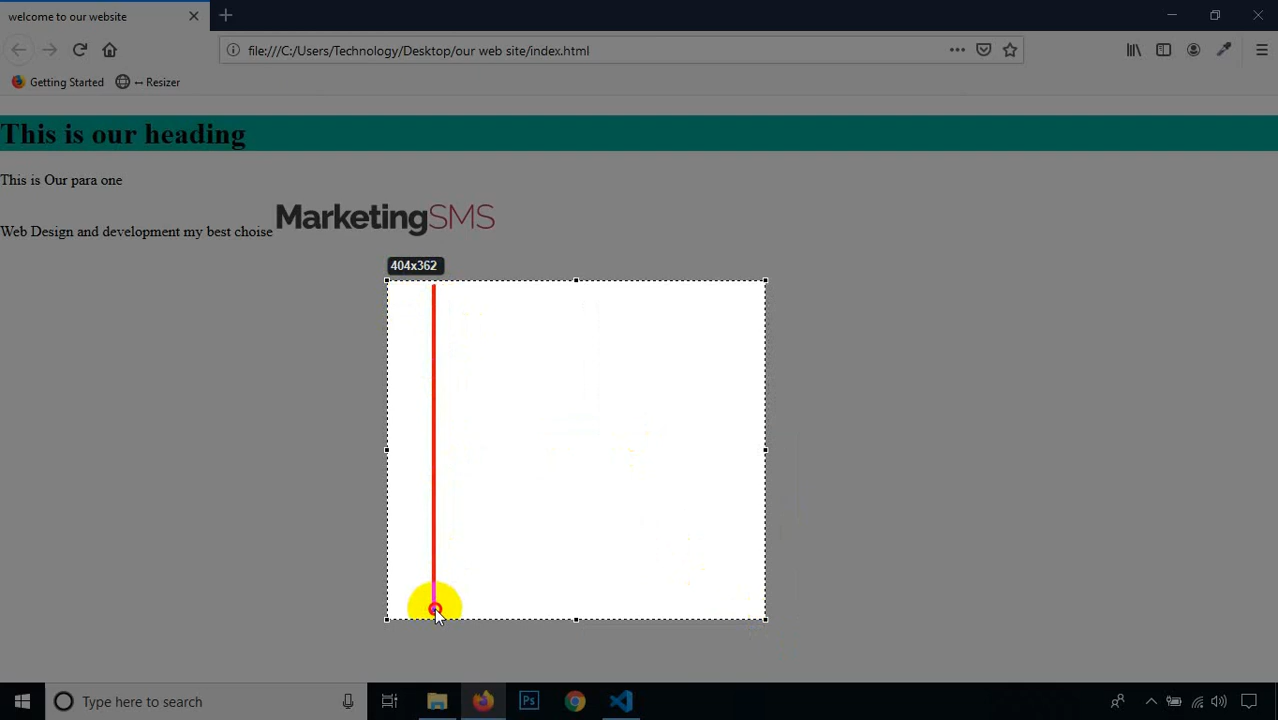 welcome to our website
file:///C:/Users/Technology/Desktop/our web site/index.html
Getting Started
↔ Resizer
This is our heading
This is Our para one
Web Design and development my best choise MarketingSMS
404x362
Type here to search
Ps